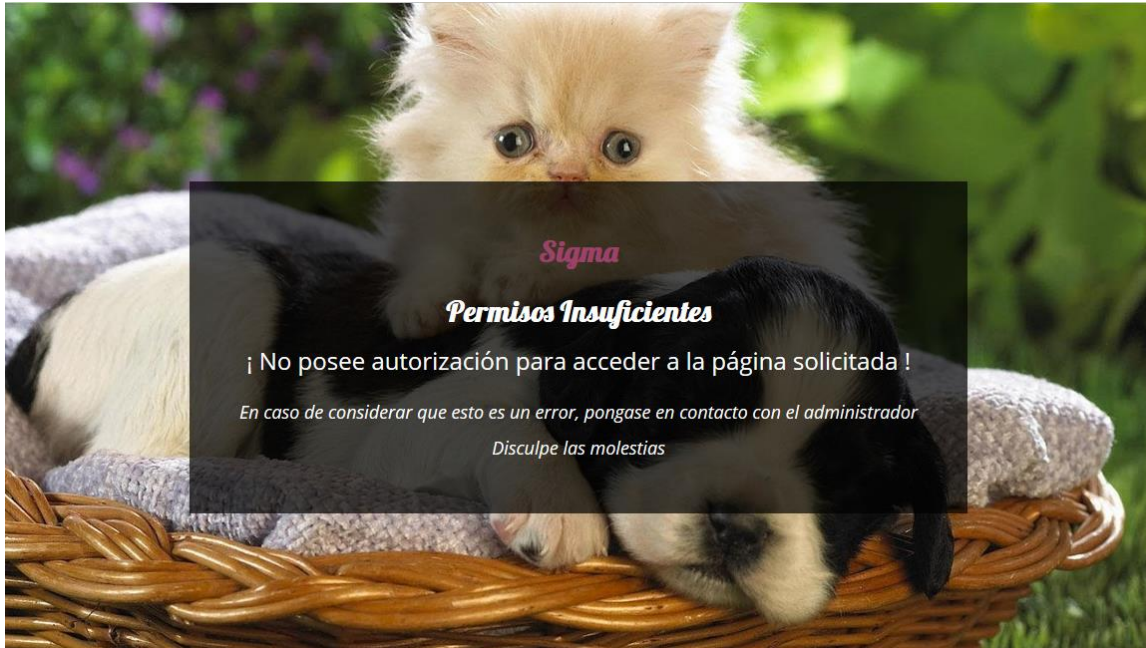 Sigma
Permisos Insuficientes
¡ No posee autorización para acceder a la página solicitada !
En caso de considerar que esto es un error, pongase en contacto con el administrador
Disculpe las molestias